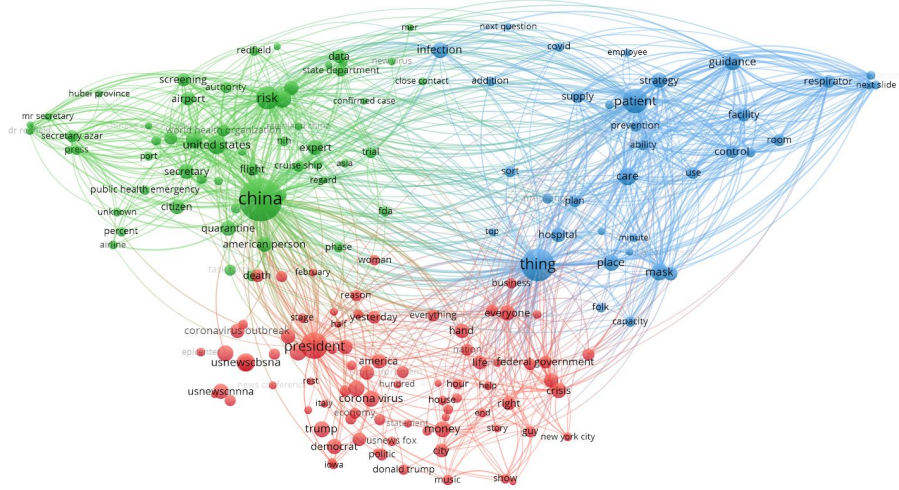 mer
next question
redfield
data
new virus
infection
covid
employee
state department
guidance
screening
authority
close contact
addition
strategy
respirator
next slide
hubei province
airport
risk
confirmed case
supply
patient
facility
mr secretary
world health organization
prevention
secretary azar
united states
nih
expert
ability
room
press
port
cruise ship
asia
trial
control
secretary
flight
regard
sort
care
use
public health emergency
china
plan
unknown
citizen
fda
percent
quarantine
top
hospital
minute
airline
american person
phase
woman
thing
place
mask
death
february
business
reason
folk
stage
half
yesterday
everything
everyone
capacity
coronavirus outbreak
president
hand
nation
usnewscbsna
america
life
federal government
news conference
rest
hundred
hour
help
crisis
usnewscnnna
italy
corona virus
house
right
economy
end
trump
statement
money
story
guy
new york city
democrat
usnews fox
city
politic
iowa
donald trump
music
show